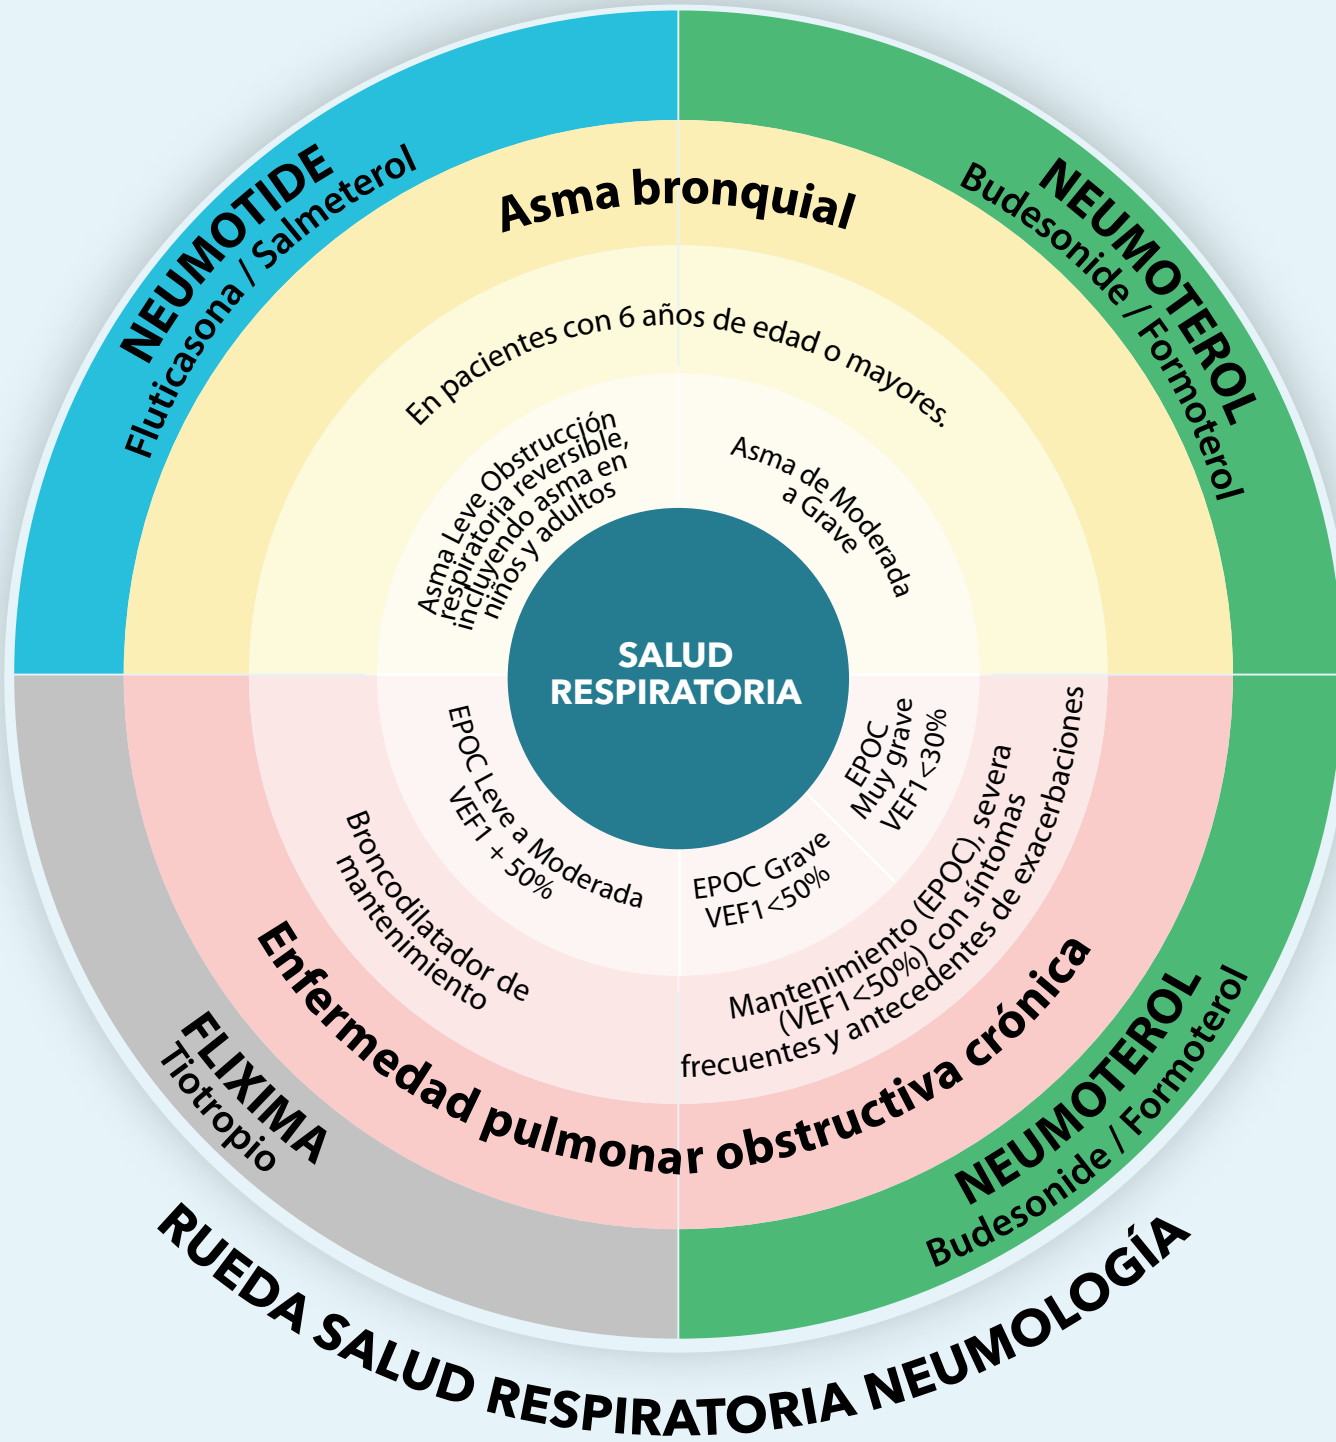 NEUMOTIDE
Fluticasona / Salmeterol
NEUMOTEROL
Budesonide / Formoterol
Asma bronquial
En pacientes con 6 años de edad o mayores.
Asma Leve Obstrucción
respiratoria reversible,
incluyendo asma en
niños y adultos
Asma de Moderada
a Grave
SALUD
RESPIRATORIA
EPOC Leve a Moderada
VEF1 + 50%
EPOC Grave
VEF1<50%
EPOC
Muy grave
VEF1<30%
Broncodilatador de
mantenimiento
Mantenimiento (EPOC), severa
(VEF1<50%) con síntomas
frecuentes y antecedentes de exacerbaciones
Enfermedad pulmonar obstructiva crónica
FLIXIMA
Tiotropio
NEUMOTEROL
Budesonide / Formoterol
RUEDA SALUD RESPIRATORIA NEUMOLOGÍA